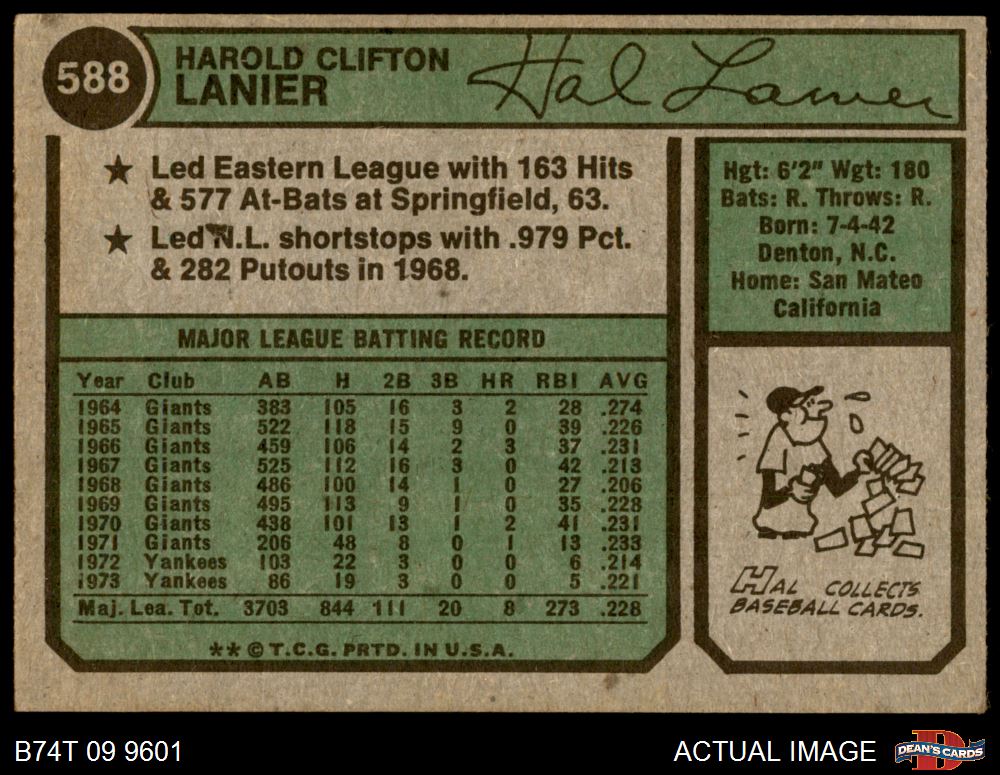 588
HAROLD CLIFTON
LANIER
Hal Lanier
★ Led Eastern League with 163 Hits
& 577 At-Bats at Springfield, 63.
★ Led N.L. shortstops with .979 Pct.
& 282 Putouts in 1968.
Hgt: 6'2" Wgt: 180
Bats: R. Throws: R.
Born: 7-4-42
Denton, N.C.
Home: San Mateo
California
MAJOR LEAGUE BATTING RECORD
Year Club AB H 2B 3B HR RBI AVG
1964 Giants 383 105 16 3 2 28 .274
1965 Giants 522 118 15 9 0 39 .226
1966 Giants 459 106 14 2 3 37 .231
1967 Giants 525 112 16 3 0 42 .213
1968 Giants 486 100 14 1 0 27 .206
1969 Giants 495 113 9 1 0 35 .228
1970 Giants 438 101 13 1 2 41 .231
1971 Giants 206 48 8 0 1 13 .233
1972 Yankees 103 22 3 0 0 6 .214
1973 Yankees 86 19 3 0 0 5 .221
Maj. Lea. Tot. 3703 844 111 20 8 273 .228
** © T.C.G. PRTD. IN U.S.A.
HAL COLLECTS
BASEBALL CARDS.
B74T 09 9601
ACTUAL IMAGE
D
DEAN'S CARDS